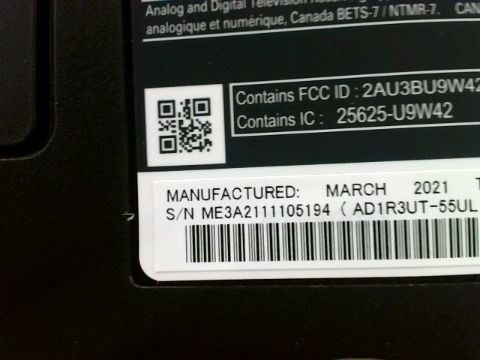 Analog and Digital Television
analogique et numérique, Canada BETS-7 / NTMR-7. CAN
Contains FCC ID : 2AU3BU9W42
Contains IC : 25625-U9W42
MANUFACTURED: MARCH 2021 T
S/N ME3A2111105194 ( AD1R3UT-55UL